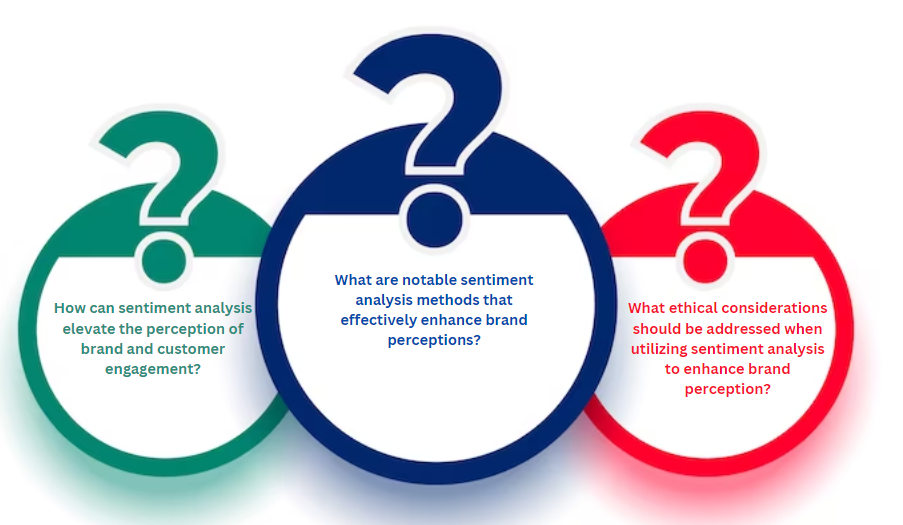 How can sentiment analysis
elevate the perception of
brand and customer
engagement?
What are notable sentiment
analysis methods that
effectively enhance brand
perceptions?
What ethical considerations
should be addressed when
utilizing sentiment analysis
to enhance brand
perception?